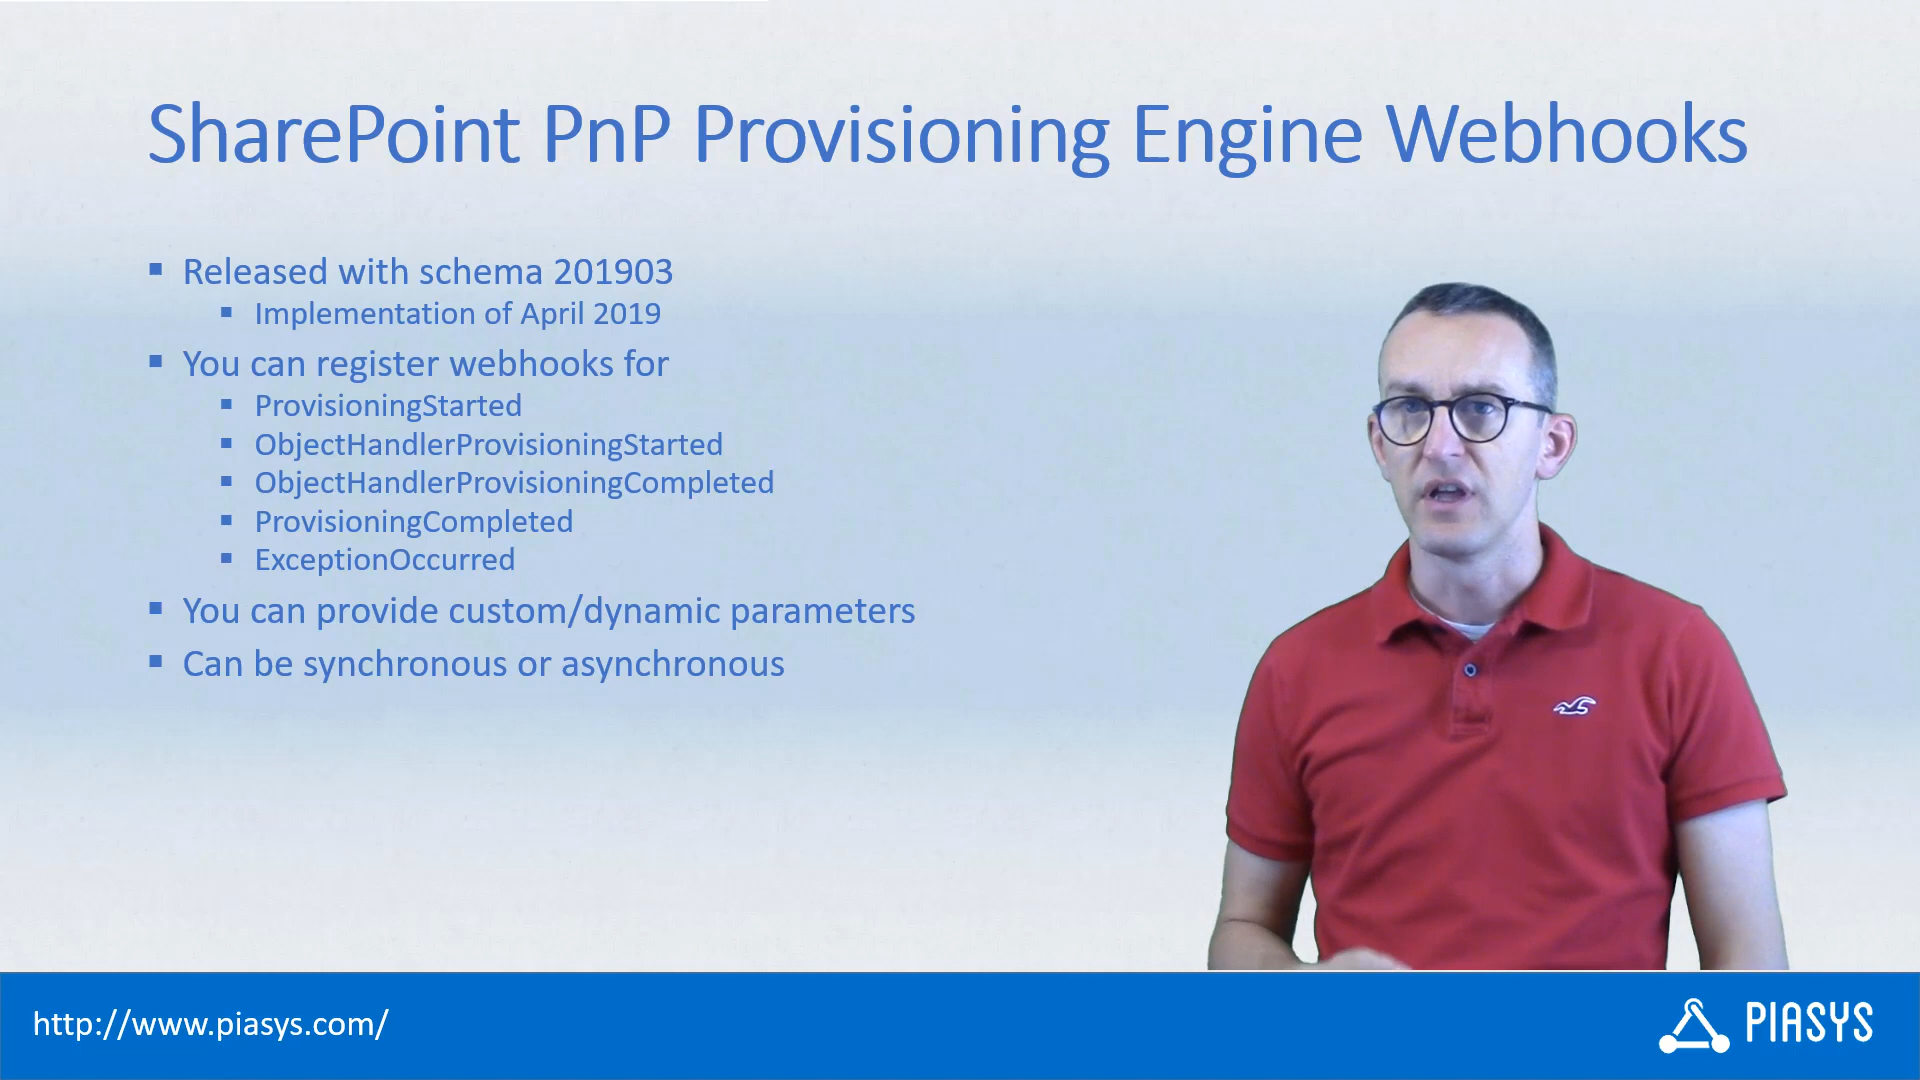 SharePoint PnP Provisioning Engine Webhooks
▪ Released with schema 201903
▪ Implementation of April 2019
▪ You can register webhooks for
▪ ProvisioningStarted
▪ ObjectHandlerProvisioningStarted
▪ ObjectHandlerProvisioningCompleted
▪ ProvisioningCompleted
▪ ExceptionOccurred
▪ You can provide custom/dynamic parameters
▪ Can be synchronous or asynchronous
http://www.piasys.com/
PIASYS